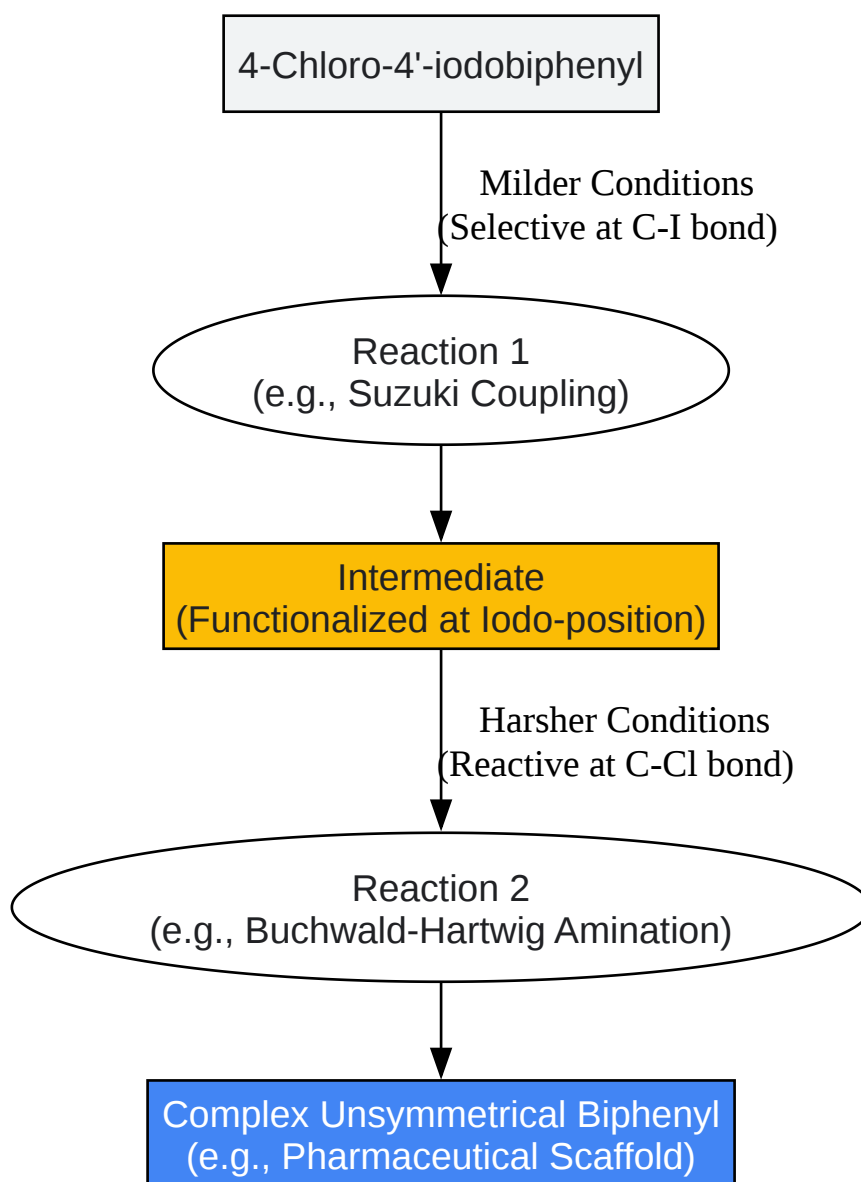 4-Chloro-4'-iodobiphenyl
Milder Conditions
(Selective at C-I bond)
Reaction 1
(e.g., Suzuki Coupling)
Intermediate
(Functionalized at Iodo-position)
Harsher Conditions
(Reactive at C-Cl bond)
Reaction 2
(e.g., Buchwald-Hartwig Amination)
Complex Unsymmetrical Biphenyl
(e.g., Pharmaceutical Scaffold)